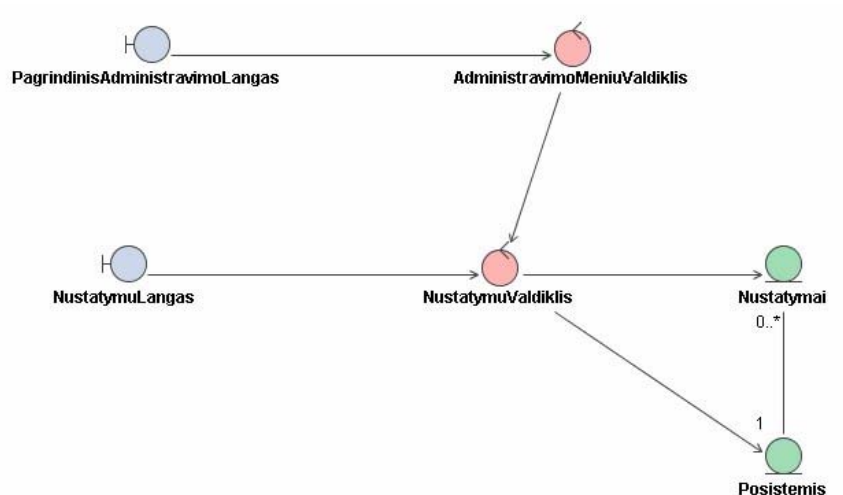 PagrindinisAdministravimoLangas
AdministravimoMeniuValdiklis
NustatymuLangas
NustatymuValdiklis
Nustatymai
0..*
1
Posistemis